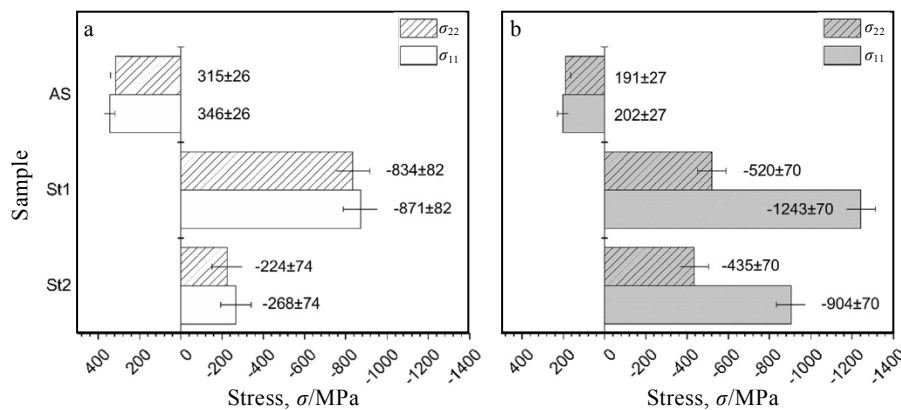 a
σ22
σ11
AS
315±26
346±26
St1
-834±82
-871±82
St2
-224±74
-268±74
Sample
400
200
0
-200
-400
-600
-800
-1000
-1200
-1400
Stress, σ/MPa
b
σ22
σ11
191±27
202±27
-520±70
-1243±70
-435±70
-904±70
400
200
0
-200
-400
-600
-800
-1000
-1200
-1400
Stress, σ/MPa